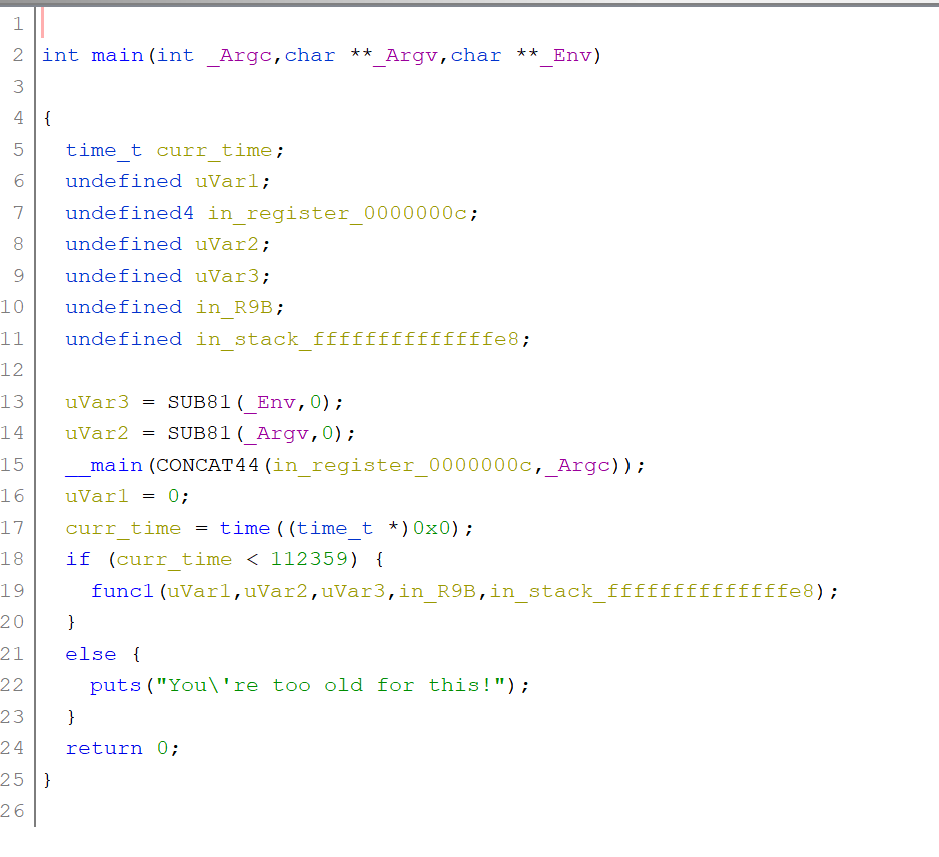 1
2 int main(int _Argc,char **_Argv,char **_Env)
3
4 {
5   time_t curr_time;
6   undefined uVar1;
7   undefined4 in_register_0000000c;
8   undefined uVar2;
9   undefined uVar3;
10   undefined in_R9B;
11   undefined in_stack_ffffffffffffffe8;
12
13   uVar3 = SUB81(_Env,0);
14   uVar2 = SUB81(_Argv,0);
15   __main(CONCAT44(in_register_0000000c,_Argc));
16   uVar1 = 0;
17   curr_time = time((time_t *)0x0);
18   if (curr_time < 112359) {
19     func1(uVar1,uVar2,uVar3,in_R9B,in_stack_ffffffffffffffe8);
20   }
21   else {
22     puts("You\'re too old for this!");
23   }
24   return 0;
25 }
26